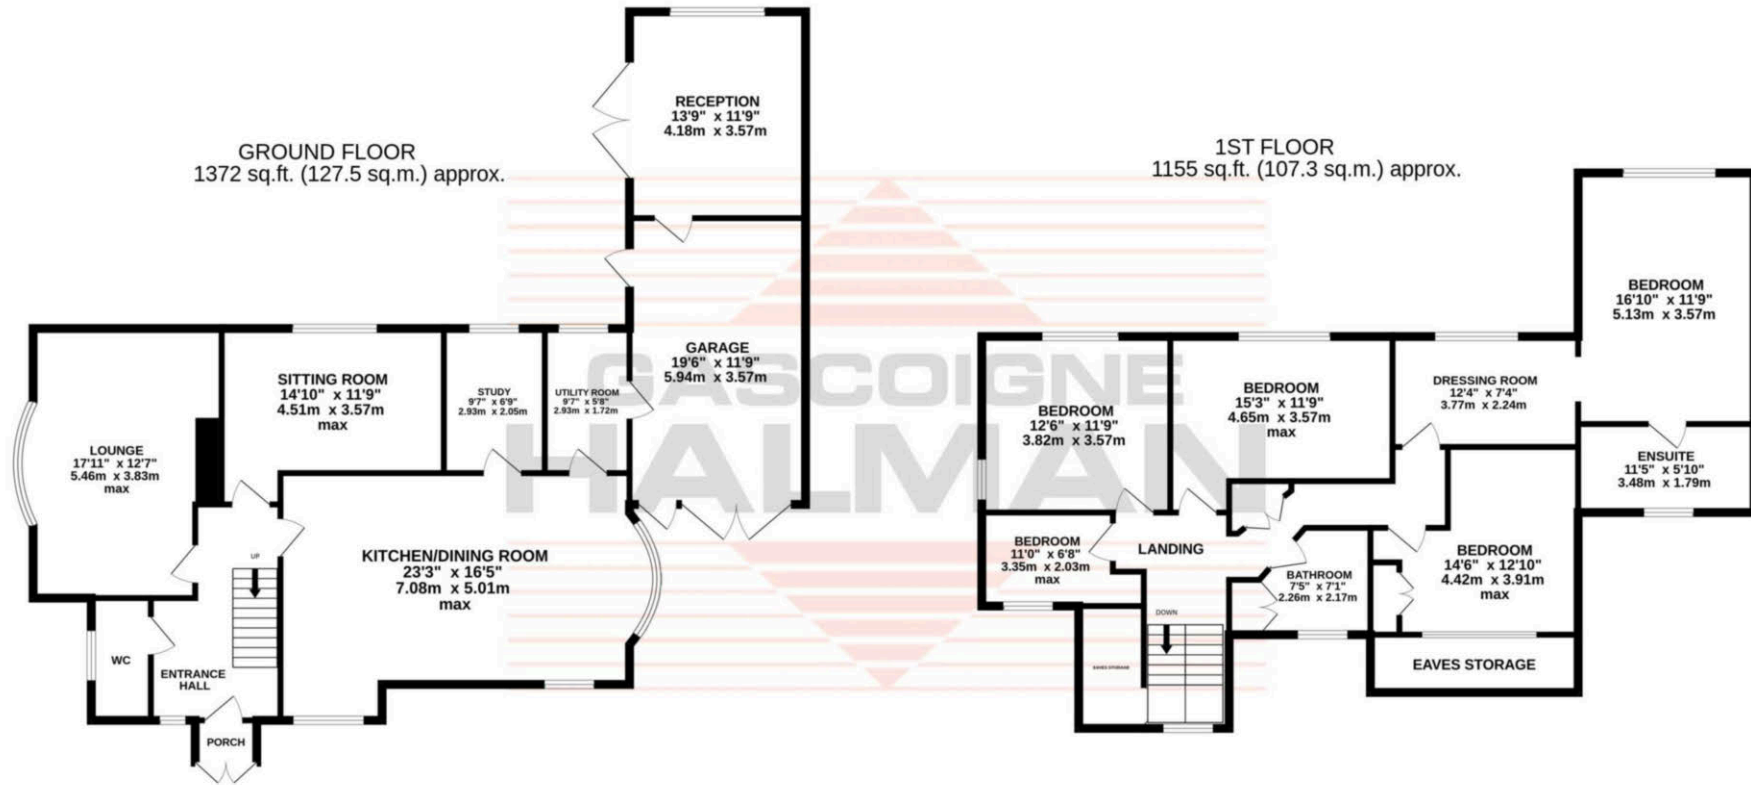 GROUND FLOOR
1372 sq.ft. (127.5 sq.m.) approx.
RECEPTION
13'9" x 11'9"
4.18m x 3.57m
GARAGE
19'6" x 11'9"
5.94m x 3.57m
SITTING ROOM
14'10" x 11'9"
4.51m x 3.57m
max
STUDY
9'7" x 6'9"
2.93m x 2.05m
UTILITY ROOM
9'7" x 5'8"
2.93m x 1.72m
LOUNGE
17'11" x 12'7"
5.46m x 3.83m
max
UP
KITCHEN/DINING ROOM
23'3" x 16'5"
7.08m x 5.01m
max
WC
ENTRANCE
HALL
PORCH
GASCOIGNE
HALMAN
1ST FLOOR
1155 sq.ft. (107.3 sq.m.) approx.
BEDROOM
16'10" x 11'9"
5.13m x 3.57m
BEDROOM
12'6" x 11'9"
3.82m x 3.57m
BEDROOM
15'3" x 11'9"
4.65m x 3.57m
max
DRESSING ROOM
12'4" x 7'4"
3.77m x 2.24m
ENSUITE
11'5" x 5'10"
3.48m x 1.79m
BEDROOM
11'0" x 6'8"
3.35m x 2.03m
max
LANDING
BATHROOM
7'5" x 7'1"
2.26m x 2.17m
BEDROOM
14'6" x 12'10"
4.42m x 3.91m
max
DOWN
EAVES STORAGE
EAVES STORAGE